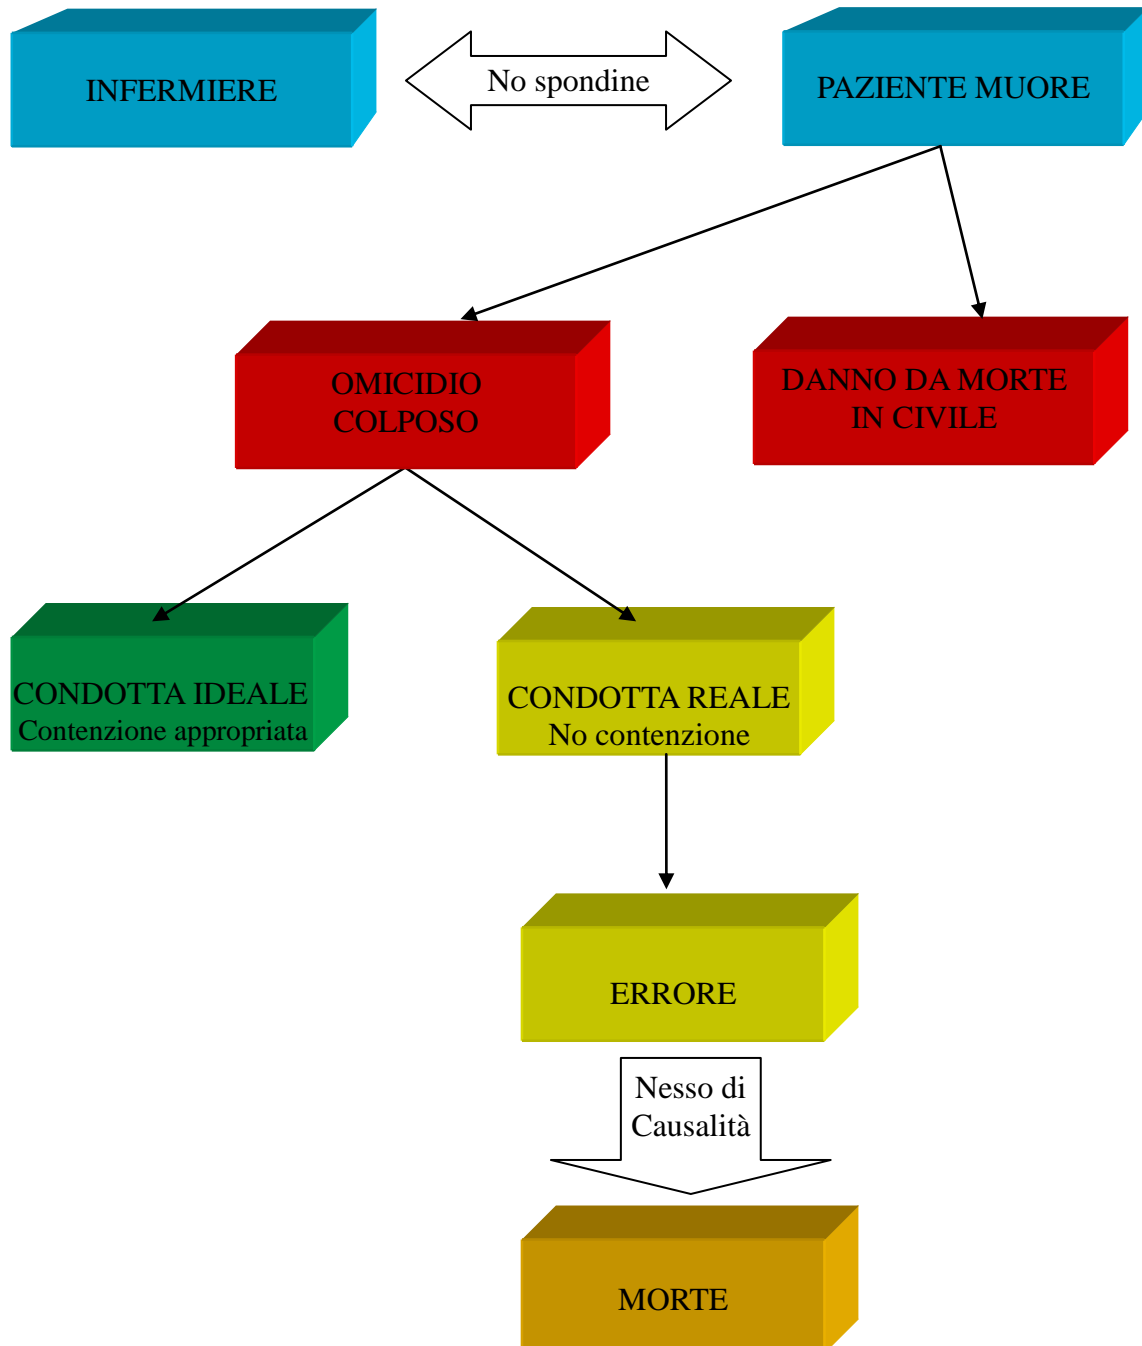 INFERMIERE
No spondine
PAZIENTE MUORE
OMICIDIO
COLPOSO
DANNO DA MORTE
IN CIVILE
CONDOTTA IDEALE
Contenzione appropriata
CONDOTTA REALE
No contenzione
ERRORE
Nesso di
Causalità
MORTE